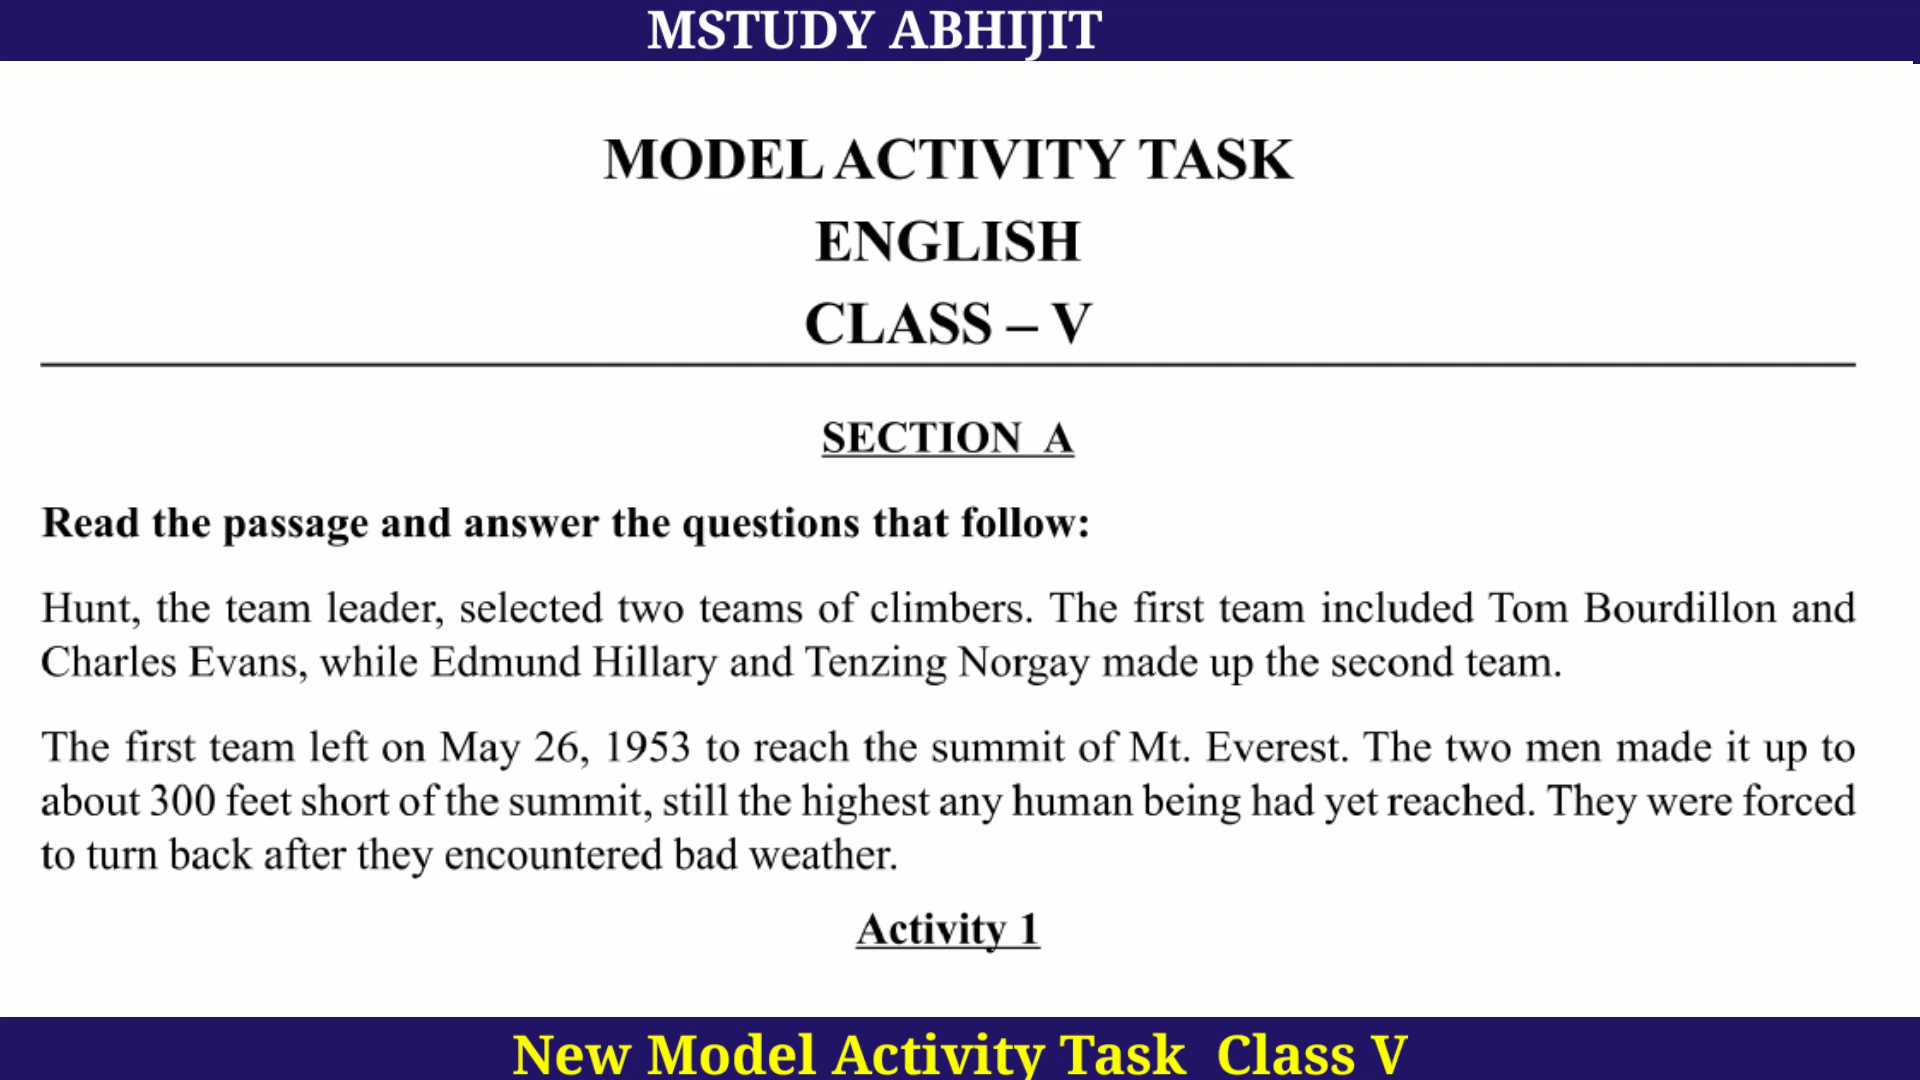 MSTUDY ABHIJIT
MODEL ACTIVITY TASK
ENGLISH
CLASS – V
SECTION A
Read the passage and answer the questions that follow:
Hunt, the team leader, selected two teams of climbers. The first team included Tom Bourdillon and
Charles Evans, while Edmund Hillary and Tenzing Norgay made up the second team.
The first team left on May 26, 1953 to reach the summit of Mt. Everest. The two men made it up to
about 300 feet short of the summit, still the highest any human being had yet reached. They were forced
to turn back after they encountered bad weather.
Activity 1
New Model Activity Task Class V